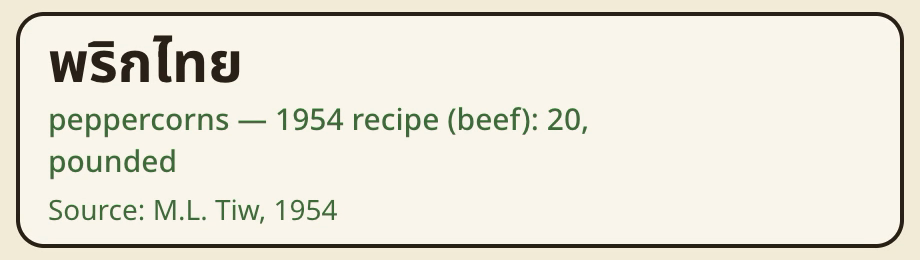 พริกไทย
peppercorns — 1954 recipe (beef): 20,
pounded
Source: M.L. Tiw, 1954